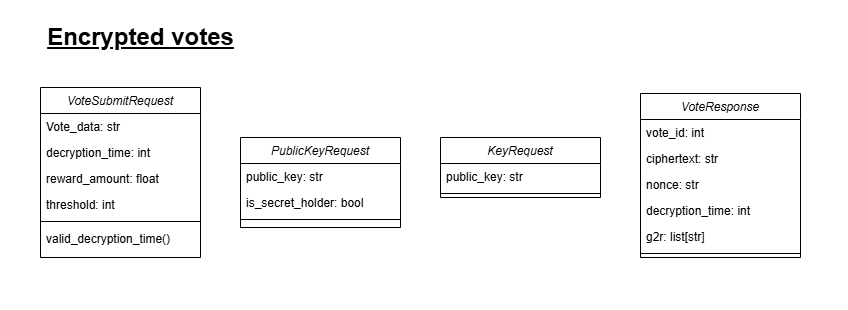 Encrypted votes
VoteSubmitRequest
Vote_data: str
decryption_time: int
reward_amount: float
threshold: int
valid_decryption_time()
PublicKeyRequest
public_key: str
is_secret_holder: bool
KeyRequest
public_key: str
VoteResponse
vote_id: int
ciphertext: str
nonce: str
decryption_time: int
g2r: list[str]